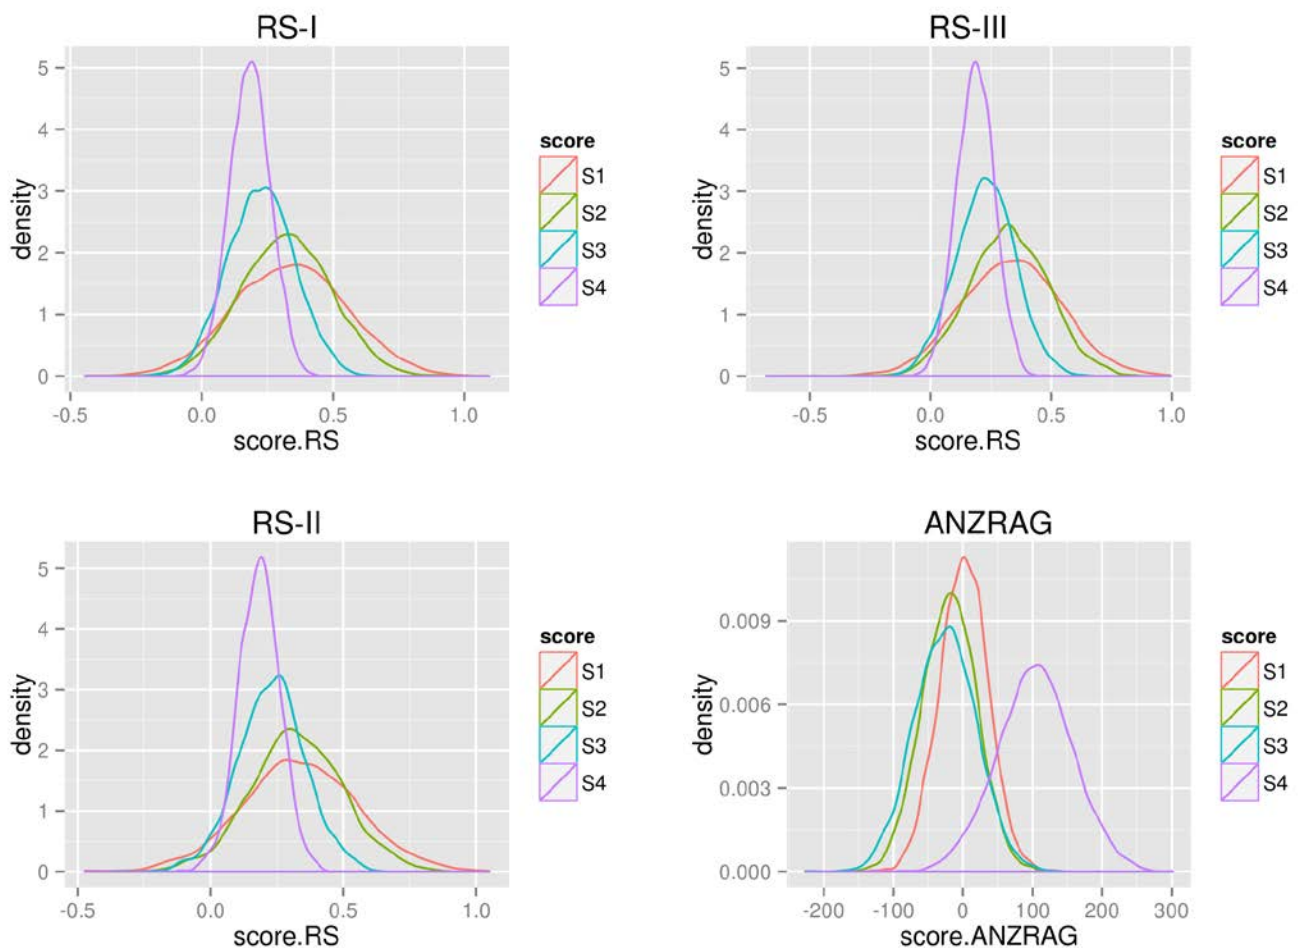 RS-I
5
4
3
2
1
0
density
-0.5 0.0 0.5 1.0
score.RS
score
S1
S2
S3
S4
RS-III
5
4
3
2
1
0
density
-0.5 0.0 0.5 1.0
score.RS
score
S1
S2
S3
S4
RS-II
5
4
3
2
1
0
density
-0.5 0.0 0.5 1.0
score.RS
score
S1
S2
S3
S4
ANZRAG
0.009
0.006
0.003
0.000
density
-200 -100 0 100 200 300
score.ANZRAG
score
S1
S2
S3
S4